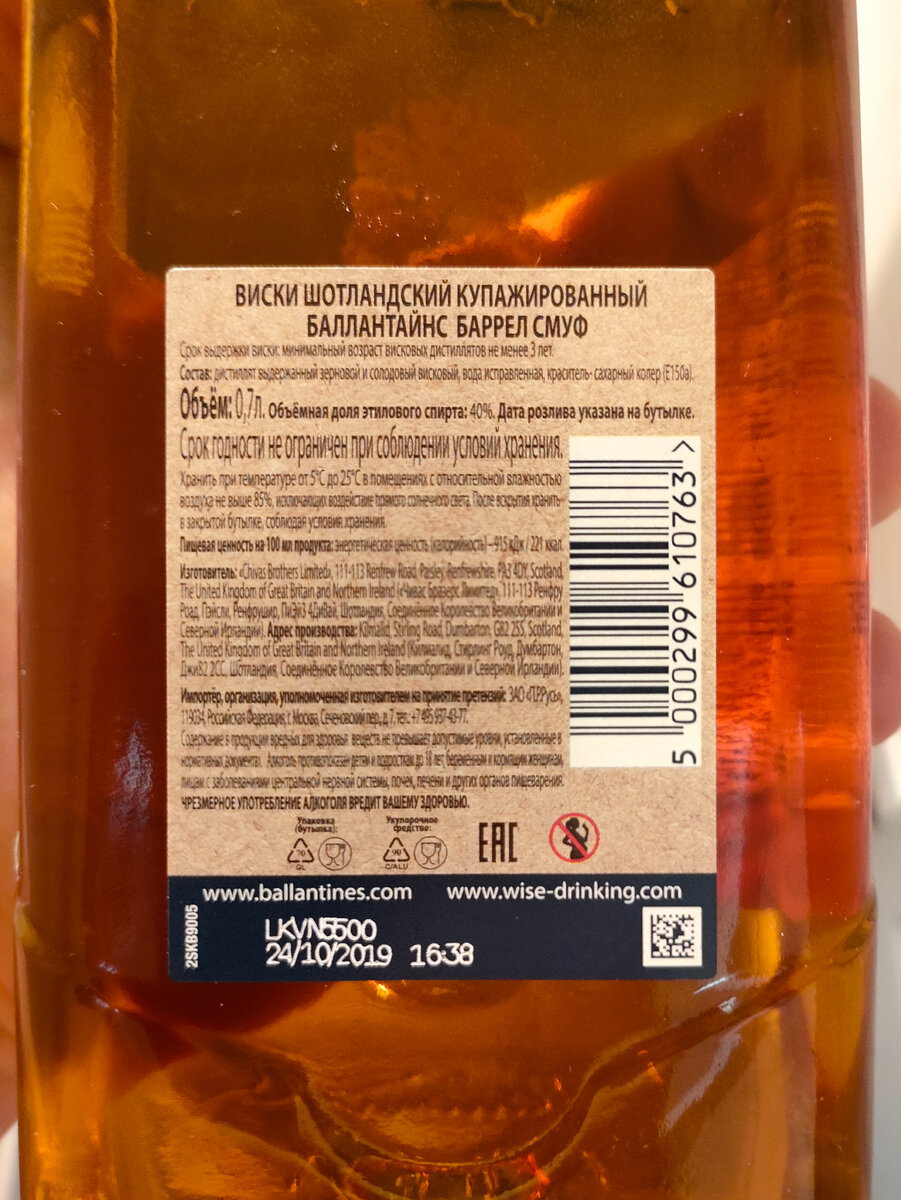 ВИСКИ ШОТЛАНДСКИЙ КУПАЖИРОВАННЫЙ
БАЛЛАНТАЙНС БАРРЕЛ СМУФ
Срок выдержки виски: минимальный возраст висковых дистиллятов не менее 3 лет.
Состав: дистиллят выдержанный зерновой и солодовый висковый, вода исправленная, краситель- сахарный колер (E150a).
Объём: 0,7л. Объёмная доля этилового спирта: 40%. Дата розлива указана на бутылке.
Срок годности не ограничен при соблюдении условий хранения.
Хранить при температуре от 5°C до 25°C в помещениях с относительной влажностью
воздуха не выше 85%, исключающих воздействие прямого солнечного света. После вскрытия хранить
в закрытой бутылке, соблюдая условия хранения.
Пищевая ценность на 100 мл продукта: энергетическая ценность (калорийность) – 915 кДж / 221 ккал.
Изготовитель: «Chivas Brothers Limited», 111-113 Renfrew Road, Paisley, Renfrewshire, PA3 4DY, Scotland,
The United Kingdom of Great Britain and Northern Ireland («Чивас Бразерс Лимитед», 111-113 Ренфру
Роад, Пэйсли, Ренфрушир, ПиЭй3 4ДиВай, Шотландия, Соединённое Королевство Великобритании и
Северной Ирландии). Адрес производства: Kilmalid, Stirling Road, Dumbarton, G82 2SS, Scotland,
The United Kingdom of Great Britain and Northern Ireland (Килмалид, Стирлинг Роуд, Думбартон,
Джи82 2СС, Шотландия, Соединённое Королевство Великобритании и Северной Ирландии).
Импортёр, организация, уполномоченная изготовителем на принятие претензий: ЗАО «ПРРусь»,
119034, Российская Федерация, г. Москва, Сеченовский пер., д. 7, тел.: +7 495 937-43-77.
Содержание в продукции вредных для здоровья веществ не превышает допустимые уровни, установленные в
нормативных документах. Алкоголь противопоказан детям и подросткам до 18 лет, беременным и кормящим женщинам,
лицам с заболеваниями центральной нервной системы, почек, печени и других органов пищеварения.
ЧРЕЗМЕРНОЕ УПОТРЕБЛЕНИЕ АЛКОГОЛЯ ВРЕДИТ ВАШЕМУ ЗДОРОВЬЮ.
5 000299 610763 >
Упаковка
(бутылка):
70
GL
Укупорочное
средство:
90
C/ALU
EAC
www.ballantines.com www.wise-drinking.com
2SKB9005
LKVN5500
24/10/2019 16:38